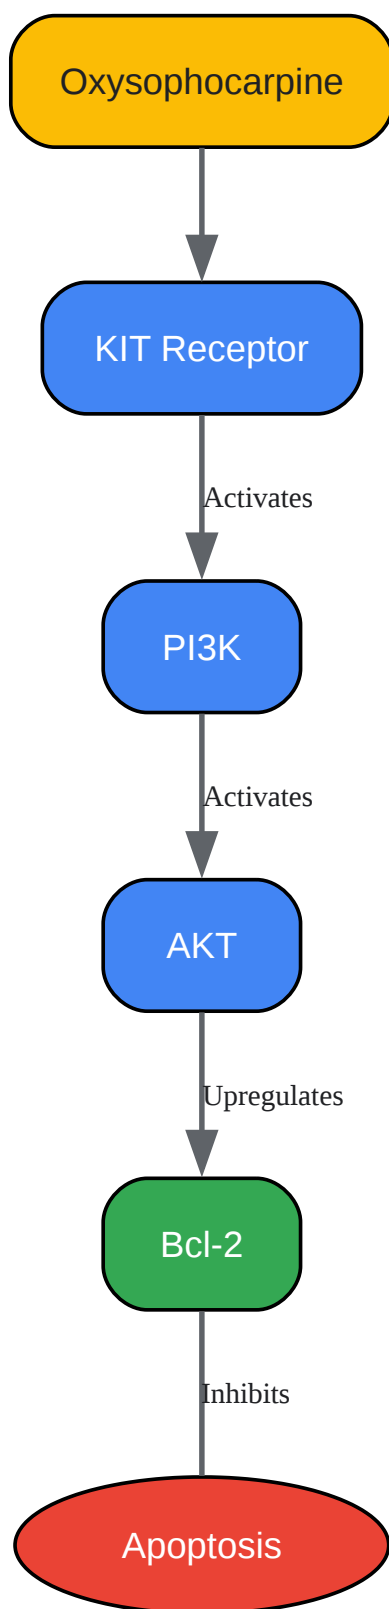 Oxysophocarpine
KIT Receptor
Activates
PI3K
Activates
AKT
Upregulates
Bcl-2
Inhibits
Apoptosis